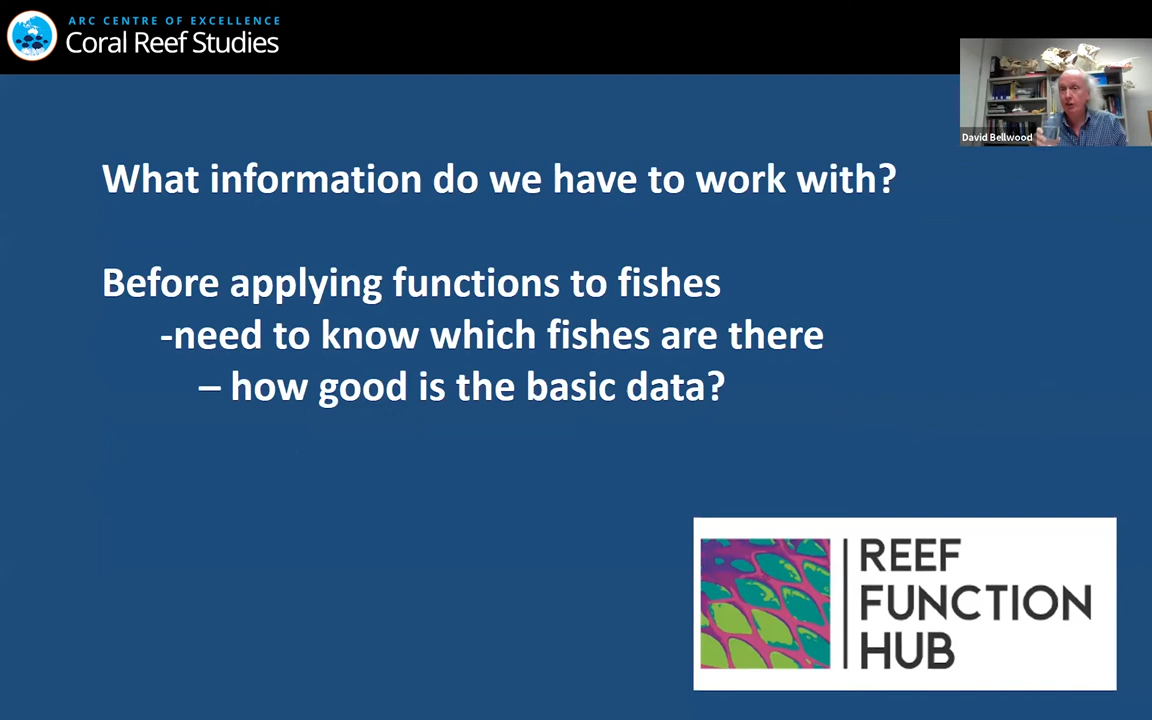 ARC CENTRE OF EXCELLENCE
Coral Reef Studies
David Bellwood
What information do we have to work with?
Before applying functions to fishes
-need to know which fishes are there
– how good is the basic data?
REEF
FUNCTION
HUB